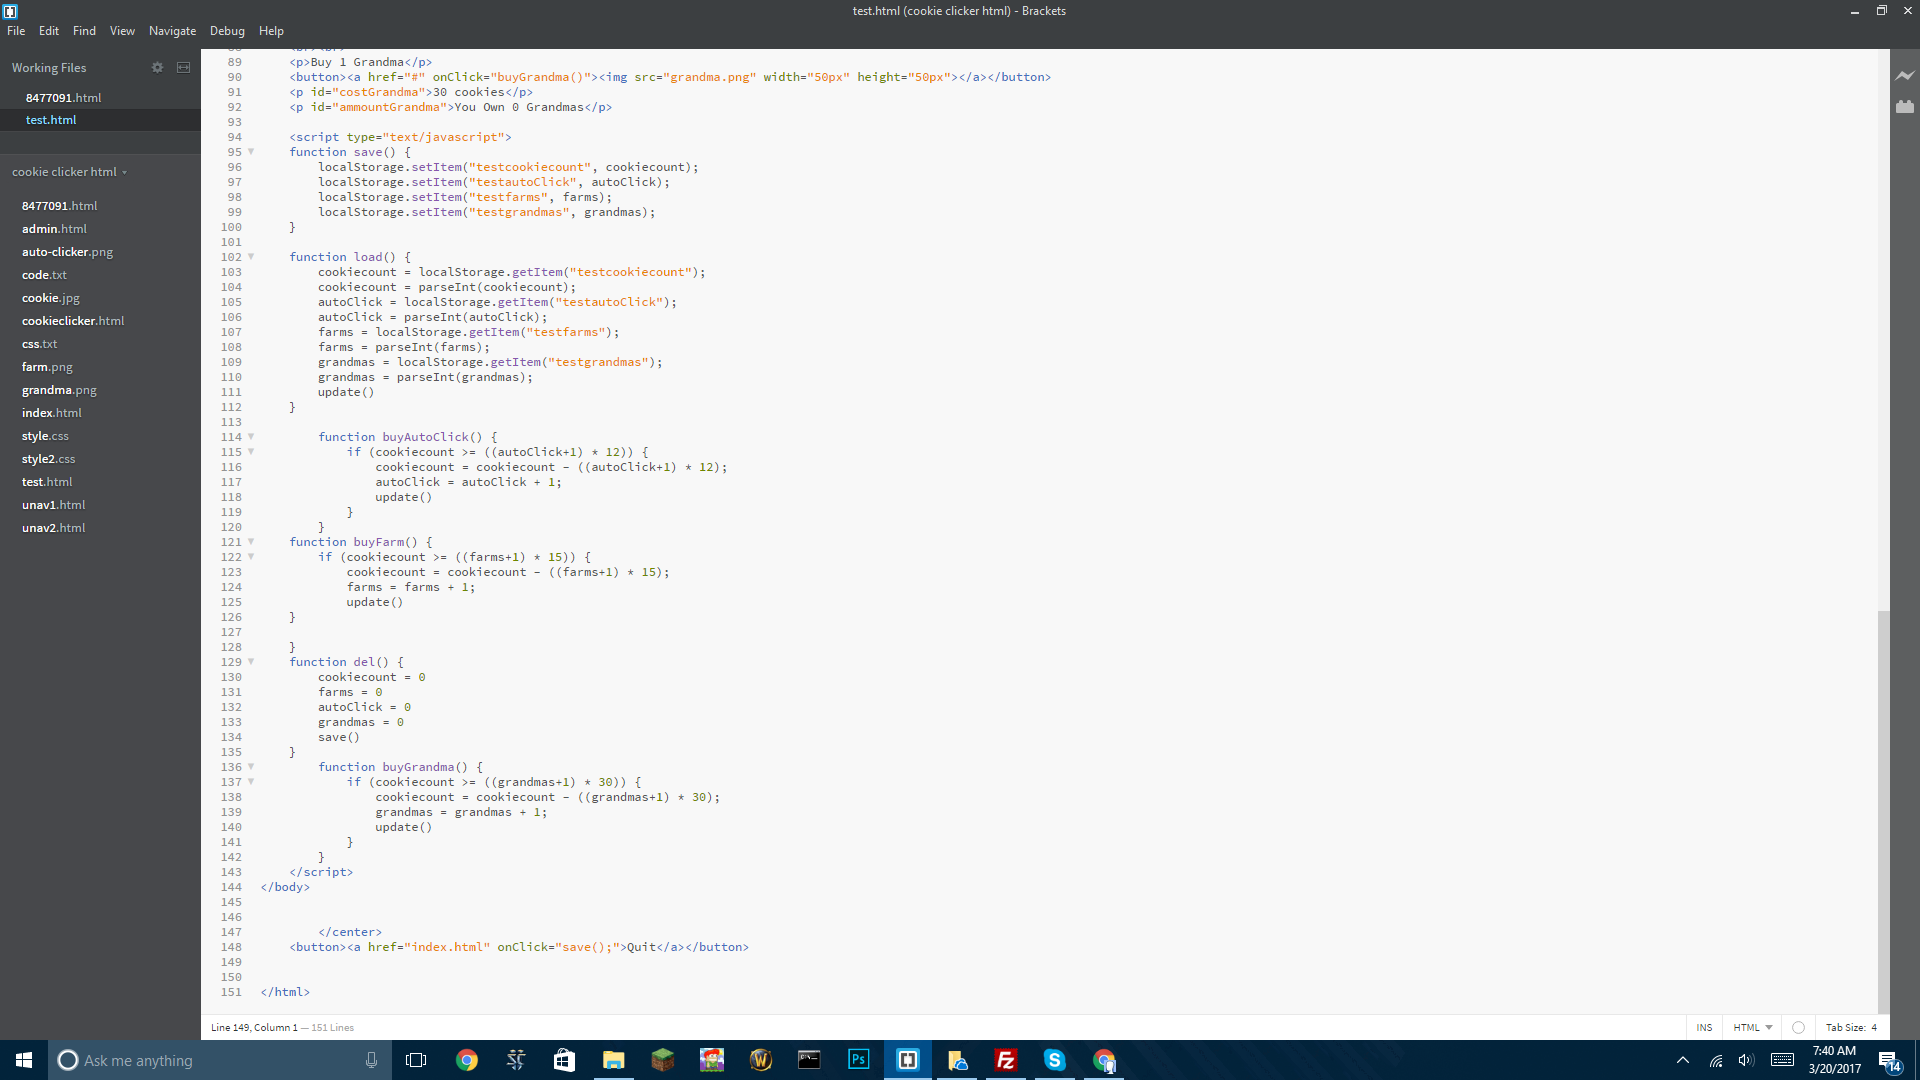 test.html (cookie clicker html) - Brackets
File Edit Find View Navigate Debug Help
Working Files
8477091.html
test.html
cookie clicker html
8477091.html
admin.html
auto-clicker.png
code.txt
cookie.jpg
cookieclicker.html
css.txt
farm.png
grandma.png
index.html
style.css
style2.css
test.html
unav1.html
unav2.html
89 <p>Buy 1 Grandma</p>
90 <button><a href="#" onClick="buyGrandma()"><img src="grandma.png" width="50px" height="50px"></a></button>
91 <p id="costGrandma">30 cookies</p>
92 <p id="ammountGrandma">You Own 0 Grandmas</p>
93
94 <script type="text/javascript">
95 function save() {
96 localStorage.setItem("testcookiecount", cookiecount);
97 localStorage.setItem("testautoClick", autoClick);
98 localStorage.setItem("testfarms", farms);
99 localStorage.setItem("testgrandmas", grandmas);
100 }
101
102 function load() {
103 cookiecount = localStorage.getItem("testcookiecount");
104 cookiecount = parseInt(cookiecount);
105 autoClick = localStorage.getItem("testautoClick");
106 autoClick = parseInt(autoClick);
107 farms = localStorage.getItem("testfarms");
108 farms = parseInt(farms);
109 grandmas = localStorage.getItem("testgrandmas");
110 grandmas = parseInt(grandmas);
111 update()
112 }
113
114 function buyAutoClick() {
115 if (cookiecount >= ((autoClick+1) * 12)) {
116 cookiecount = cookiecount - ((autoClick+1) * 12);
117 autoClick = autoClick + 1;
118 update()
119 }
120 }
121 function buyFarm() {
122 if (cookiecount >= ((farms+1) * 15)) {
123 cookiecount = cookiecount - ((farms+1) * 15);
124 farms = farms + 1;
125 update()
126 }
127
128 }
129 function del() {
130 cookiecount = 0
131 farms = 0
132 autoClick = 0
133 grandmas = 0
134 save()
135 }
136 function buyGrandma() {
137 if (cookiecount >= ((grandmas+1) * 30)) {
138 cookiecount = cookiecount - ((grandmas+1) * 30);
139 grandmas = grandmas + 1;
140 update()
141 }
142 }
143 </script>
144 </body>
145
146
147 </center>
148 <button><a href="index.html" onClick="save();">Quit</a></button>
149
150
151 </html>
Line 149, Column 1 — 151 Lines
INS HTML Tab Size: 4
Ask me anything
Ps
Fz
7:40 AM
3/20/2017
14